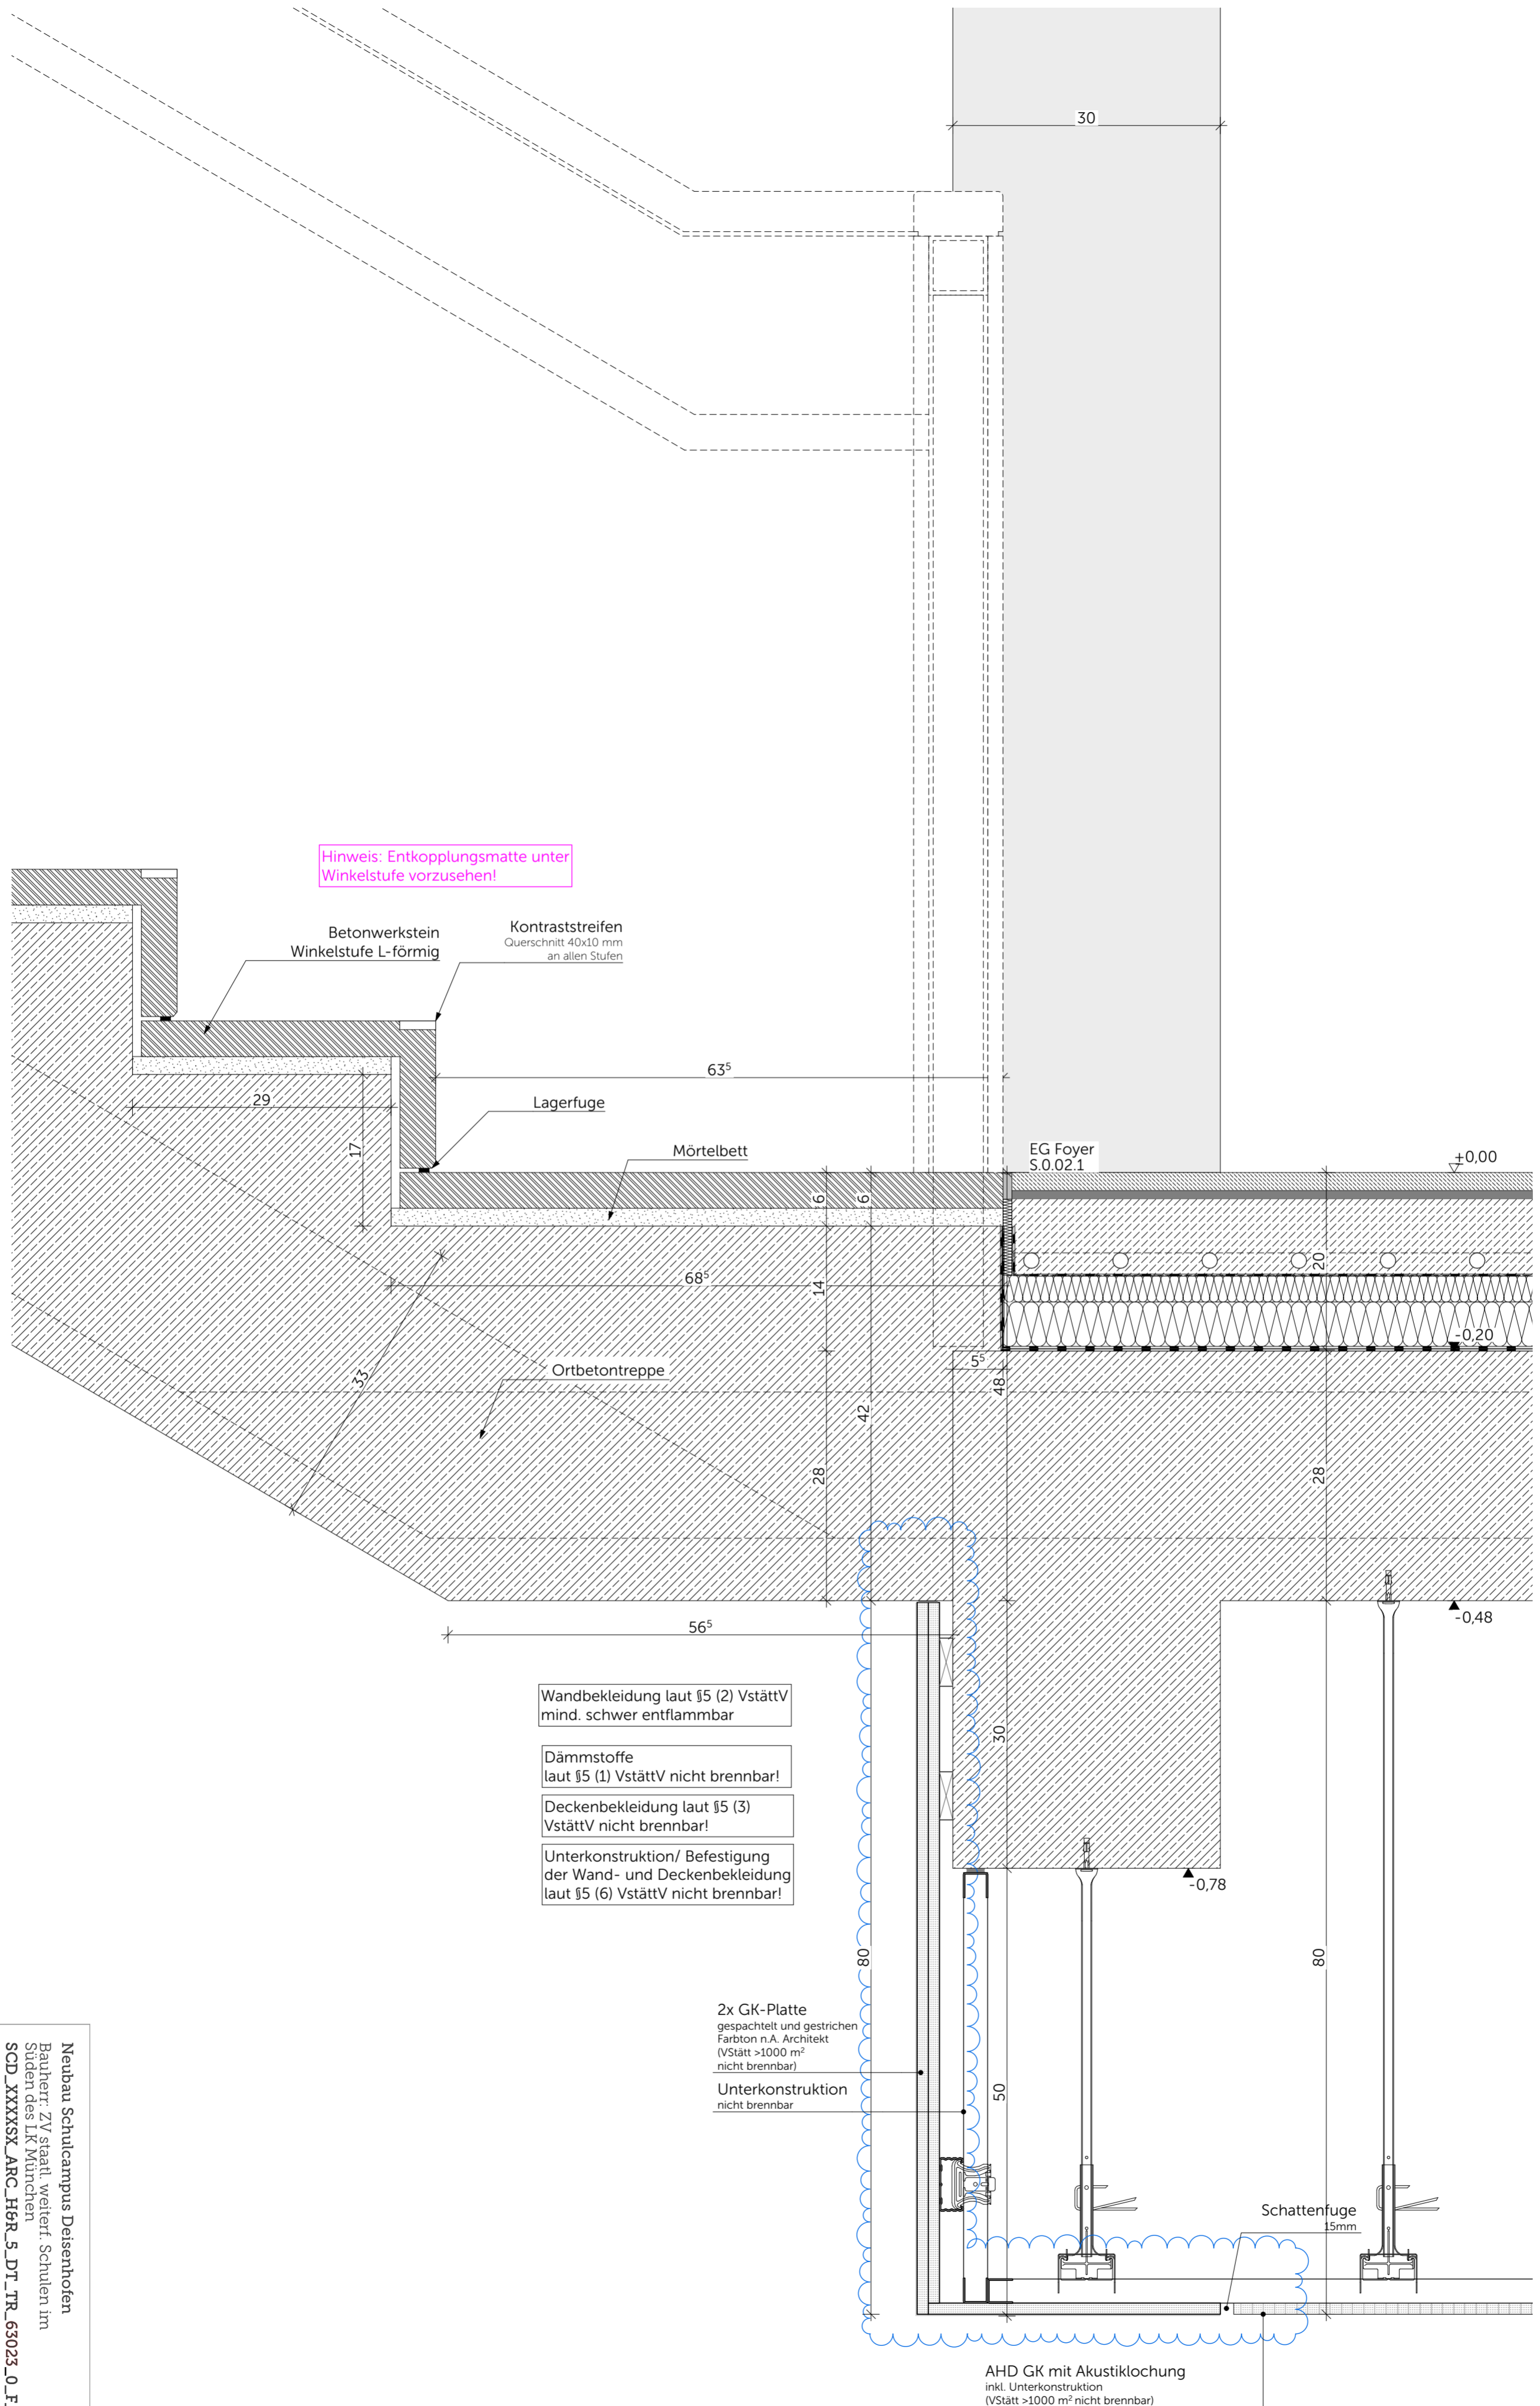 30
Hinweis: Entkopplungsmatte unter
Winkelstufe vorzusehen!
Betonwerkstein
Winkelstufe L-förmig
Kontraststreifen
Querschnitt 40x10 mm
an allen Stufen
63⁵
29
Lagerfuge
17
Mörtelbett
EG Foyer
S.0.02.1
±0,00
6
6
68⁵
14
20
-0,20
5⁵
33
Ortbetontreppe
48
42
28
28
56⁵
-0,48
Wandbekleidung laut §5 (2) VstättV
mind. schwer entflammbar
30
Dämmstoffe
laut §5 (1) VstättV nicht brennbar!
Deckenbekleidung laut §5 (3)
VstättV nicht brennbar!
Unterkonstruktion/ Befestigung
der Wand- und Deckenbekleidung
laut §5 (6) VstättV nicht brennbar!
-0,78
80
80
2x GK-Platte
gespachtelt und gestrichen
Farbton n.A. Architekt
(VStätt >1000 m²
nicht brennbar)
Unterkonstruktion
nicht brennbar
50
Schattenfuge
15mm
AHD GK mit Akustiklochung
inkl. Unterkonstruktion
(VStätt >1000 m² nicht brennbar)
Neubau Schulcampus Deisenhofen
Bauherr: ZV staatl. weiterf. Schulen im
Süden des LK München
SCD_XXXXSX_ARC_H&R_5_DT_TR_63023_0_F